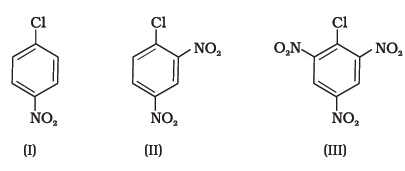 Cl Cl Cl
NO₂ O₂N NO₂
NO₂ NO₂ NO₂
(I) (II) (III)